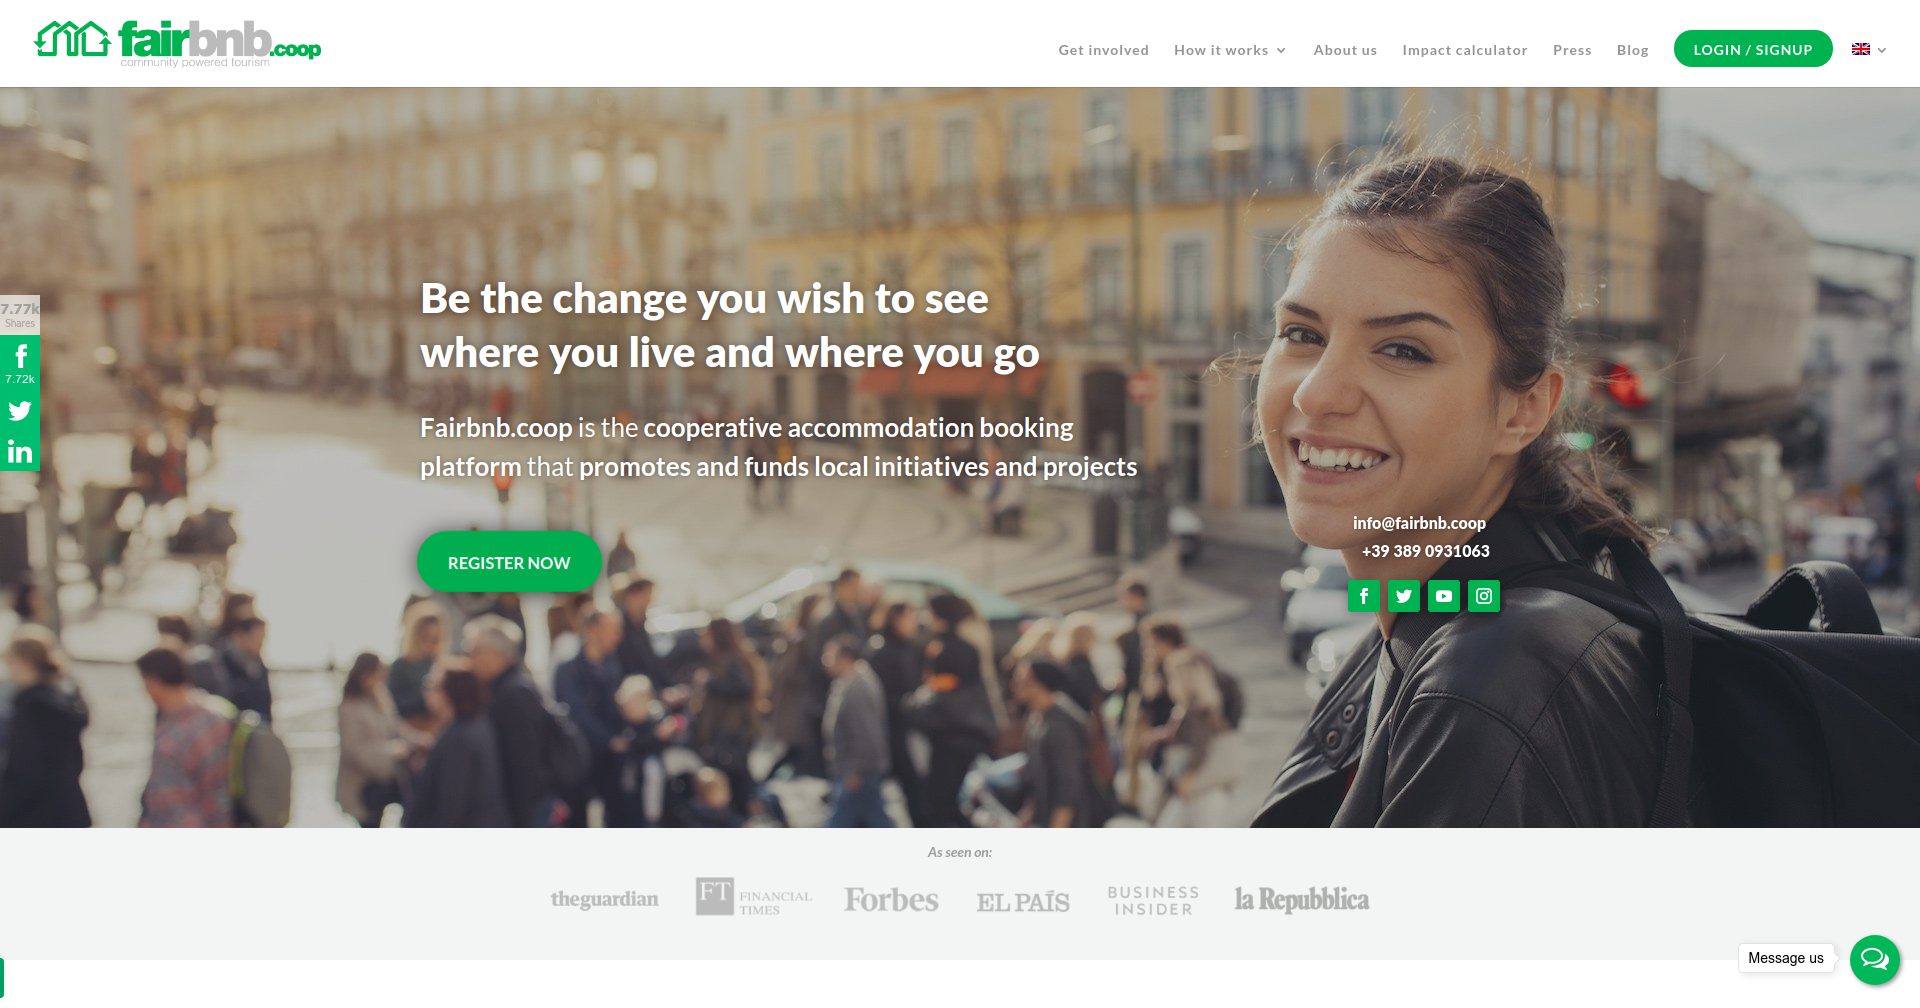 fairbnb.coop
community powered tourism
Get involved
How it works
About us
Impact calculator
Press
Blog
LOGIN / SIGNUP
7.77k
Shares
7.72k
Be the change you wish to see
where you live and where you go
Fairbnb.coop is the cooperative accommodation booking
platform that promotes and funds local initiatives and projects
REGISTER NOW
info@fairbnb.coop
+39 389 0931063
As seen on:
theguardian
FT FINANCIAL
TIMES
Forbes
EL PAÍS
BUSINESS
INSIDER
la Repubblica
Message us